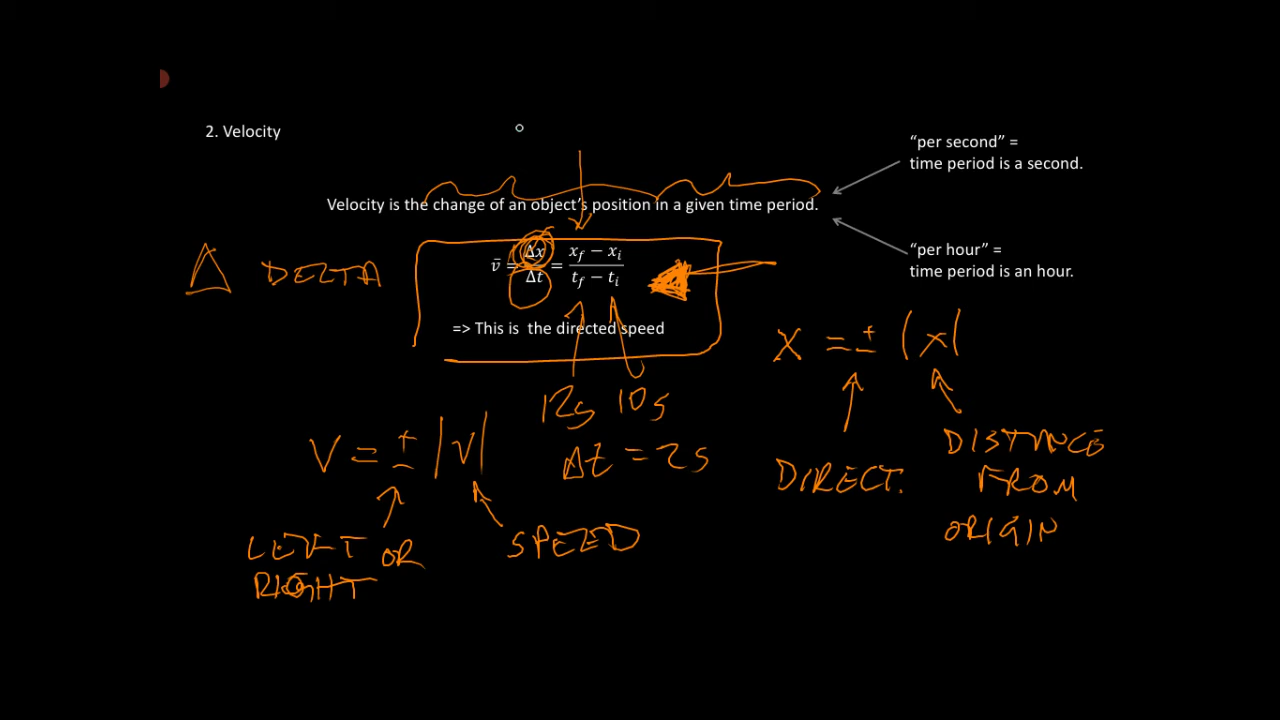 2. Velocity
"per second" =
time period is a second.
Velocity is the change of an object's position in a given time period.
v̄ = Δx/Δt = (x_f − x_i)/(t_f − t_i)
"per hour" =
time period is an hour.
Δ DELTA
=> This is the directed speed
X = ± |x|
12s 10s
Δt = 2s
V = ± |V|
DIRECT.
DISTANCE
FROM
ORIGIN
LEFT OR
RIGHT
SPEED